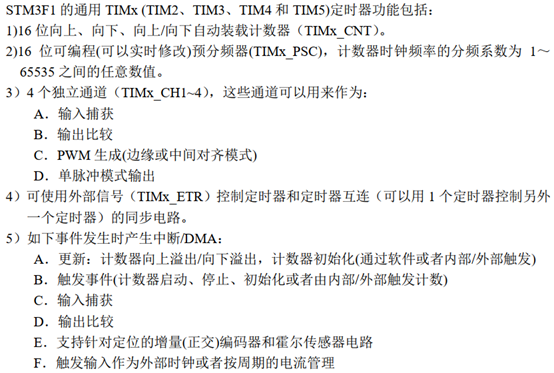 STM3F1 的通用 TIMx (TIM2、TIM3、TIM4 和 TIM5)定时器功能包括:
1)16 位向上、向下、向上/向下自动装载计数器（TIMx_CNT）。
2)16 位可编程(可以实时修改)预分频器(TIMx_PSC)，计数器时钟频率的分频系数为 1～
65535 之间的任意数值。
3）4 个独立通道（TIMx_CH1~4），这些通道可以用来作为:
A．输入捕获
B．输出比较
C．PWM 生成(边缘或中间对齐模式)
D．单脉冲模式输出
4）可使用外部信号（TIMx_ETR）控制定时器和定时器互连（可以用 1 个定时器控制另外
一个定时器）的同步电路。
5）如下事件发生时产生中断/DMA:
A．更新：计数器向上溢出/向下溢出，计数器初始化(通过软件或者内部/外部触发)
B．触发事件(计数器启动、停止、初始化或者由内部/外部触发计数)
C．输入捕获
D．输出比较
E．支持针对定位的增量(正交)编码器和霍尔传感器电路
F．触发输入作为外部时钟或者按周期的电流管理